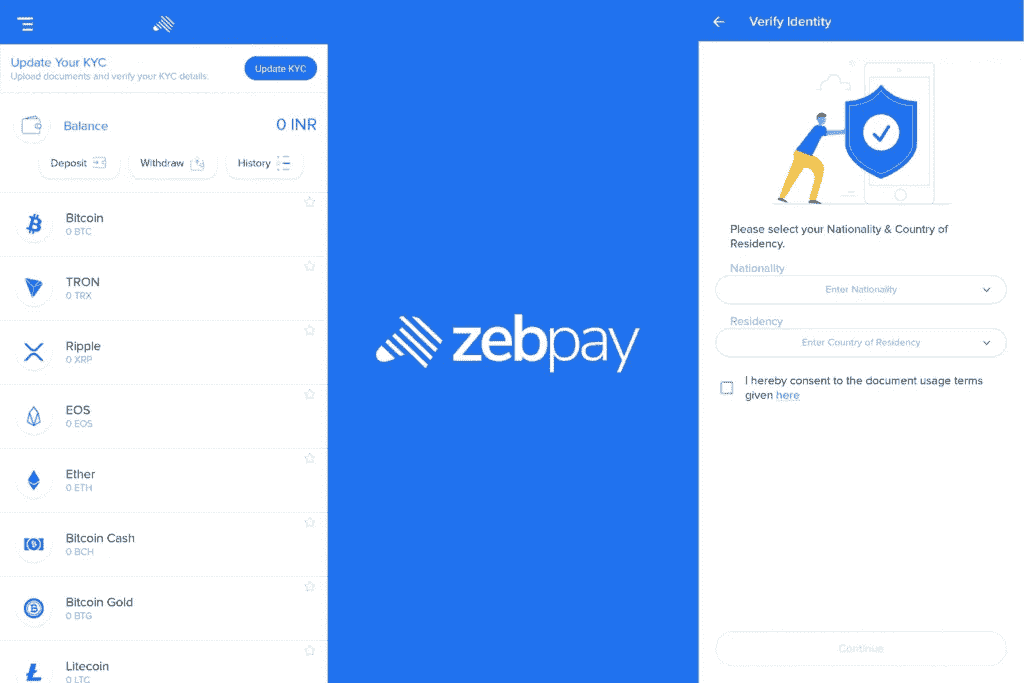 Update Your KYC
Upload documents and verify your KYC details.
Update KYC
Balance
0 INR
Deposit
Withdraw
History
Bitcoin
0 BTC
TRON
0 TRX
Ripple
0 XRP
EOS
0 EOS
Ether
0 ETH
Bitcoin Cash
0 BCH
Bitcoin Gold
0 BTG
Litecoin
0 LTC
zebpay
Verify Identity
Please select your Nationality & Country of
Residency.
Nationality
Enter Nationality
Residency
Enter Country of Residency
I hereby consent to the document usage terms
given here
Continue